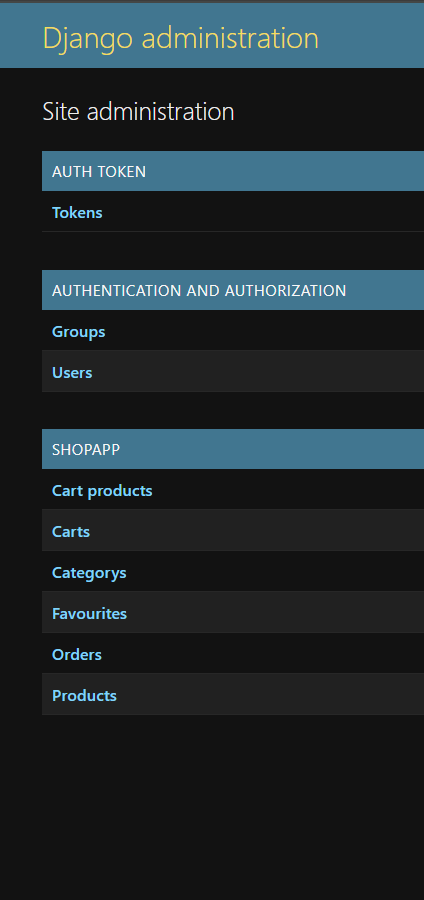 Django administration
Site administration
AUTH TOKEN
Tokens
AUTHENTICATION AND AUTHORIZATION
Groups
Users
SHOPAPP
Cart products
Carts
Categorys
Favourites
Orders
Products